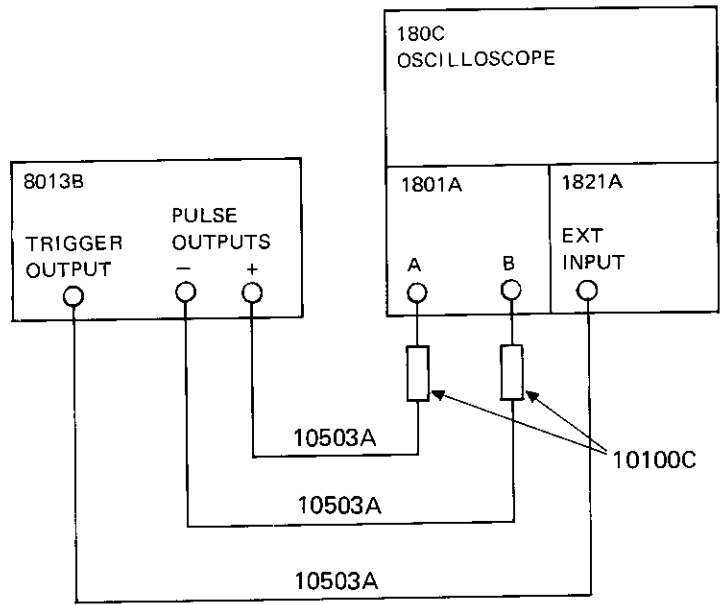 180C
OSCILLOSCOPE
8013B
PULSE
OUTPUTS
TRIGGER
OUTPUT
− +
1801A
1821A
EXT
INPUT
A
B
10503A
10100C
10503A
10503A